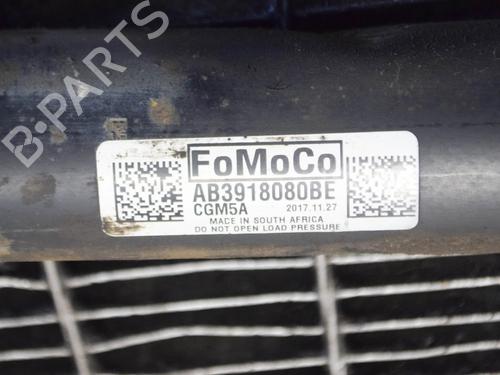 B-PARTS
FoMoCo
AB3918080BE
CGM5A 2017.11.27
MADE IN SOUTH AFRICA
DO NOT OPEN LOAD PRESSURE